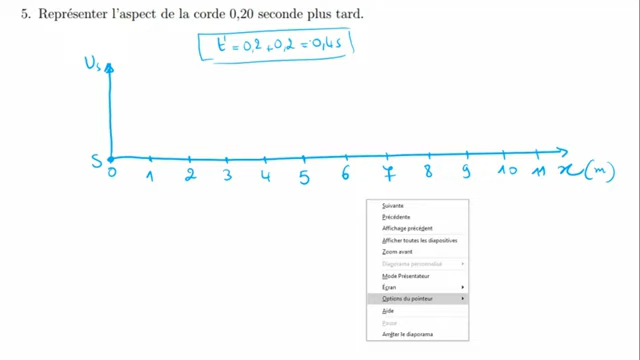 5. Représenter l'aspect de la corde 0,20 seconde plus tard.
t' = 0,2 + 0,2 = 0,4s
Us
S
0 1 2 3 4 5 6 7 8 9 10 11 x (m)
Suivante
Précédente
Affichage précédent
Afficher toutes les diapositives
Zoom avant
Diaporama personnalisé
Mode Présentateur
Écran
Options du pointeur
Aide
Pause
Arrêter le diaporama